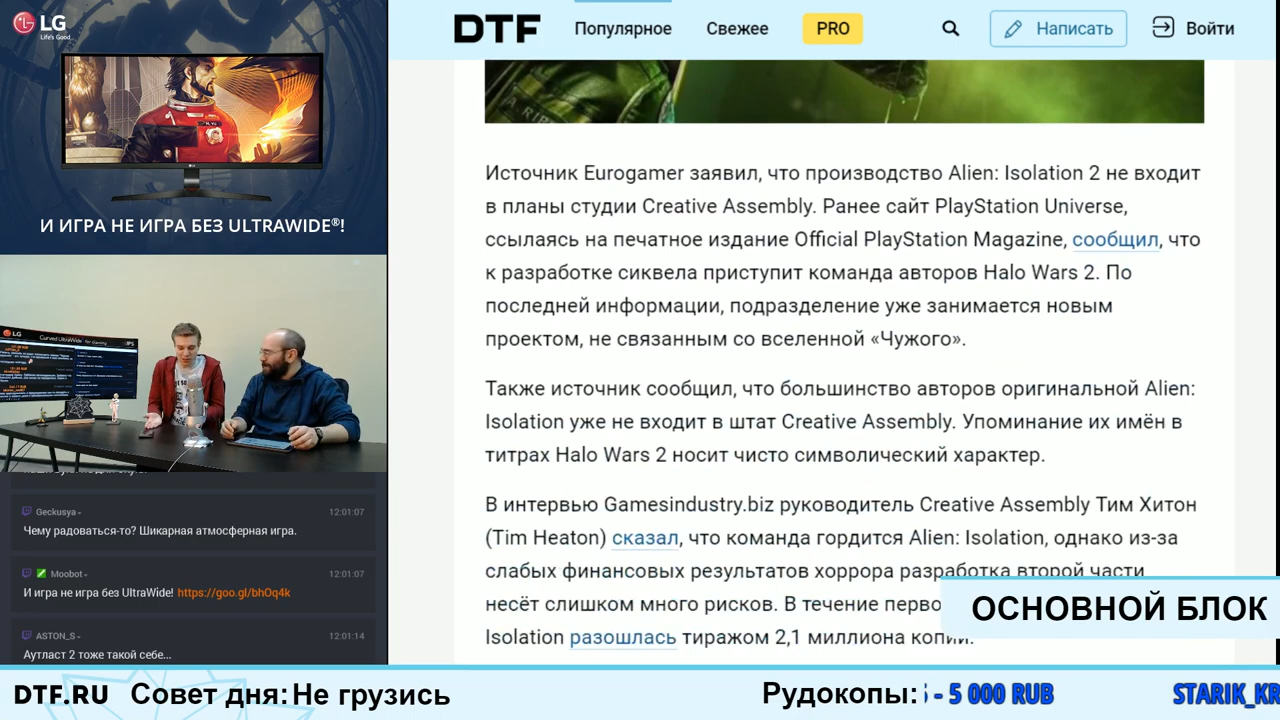 LG
Life's Good
И ИГРА НЕ ИГРА БЕЗ ULTRAWIDE®!
LG
Curved UltraWide for Gaming
IPS
Geckusya
12:01:07
Чему радоваться-то? Шикарная атмосферная игра.
Moobot
12:01:07
И игра не игра без UltraWide! https://goo.gl/bhOq4k
ASTON_S
12:01:14
Аутласт 2 тоже такой себе...
DTF
Популярное
Свежее
PRO
Написать
Войти
Источник Eurogamer заявил, что производство Alien: Isolation 2 не входит
в планы студии Creative Assembly. Ранее сайт PlayStation Universe,
ссылаясь на печатное издание Official PlayStation Magazine, сообщил, что
к разработке сиквела приступит команда авторов Halo Wars 2. По
последней информации, подразделение уже занимается новым
проектом, не связанным со вселенной «Чужого».
Также источник сообщил, что большинство авторов оригинальной Alien:
Isolation уже не входит в штат Creative Assembly. Упоминание их имён в
титрах Halo Wars 2 носит чисто символический характер.
В интервью Gamesindustry.biz руководитель Creative Assembly Тим Хитон
(Tim Heaton) сказал, что команда гордится Alien: Isolation, однако из-за
слабых финансовых результатов хоррора разработка второй части
несёт слишком много рисков. В течение перво
Isolation разошлась тиражом 2,1 миллиона копий.
ОСНОВНОЙ БЛОК
DTF.RU Совет дня: Не грузись
Рудокопы: - 5 000 RUB STARIK_KR